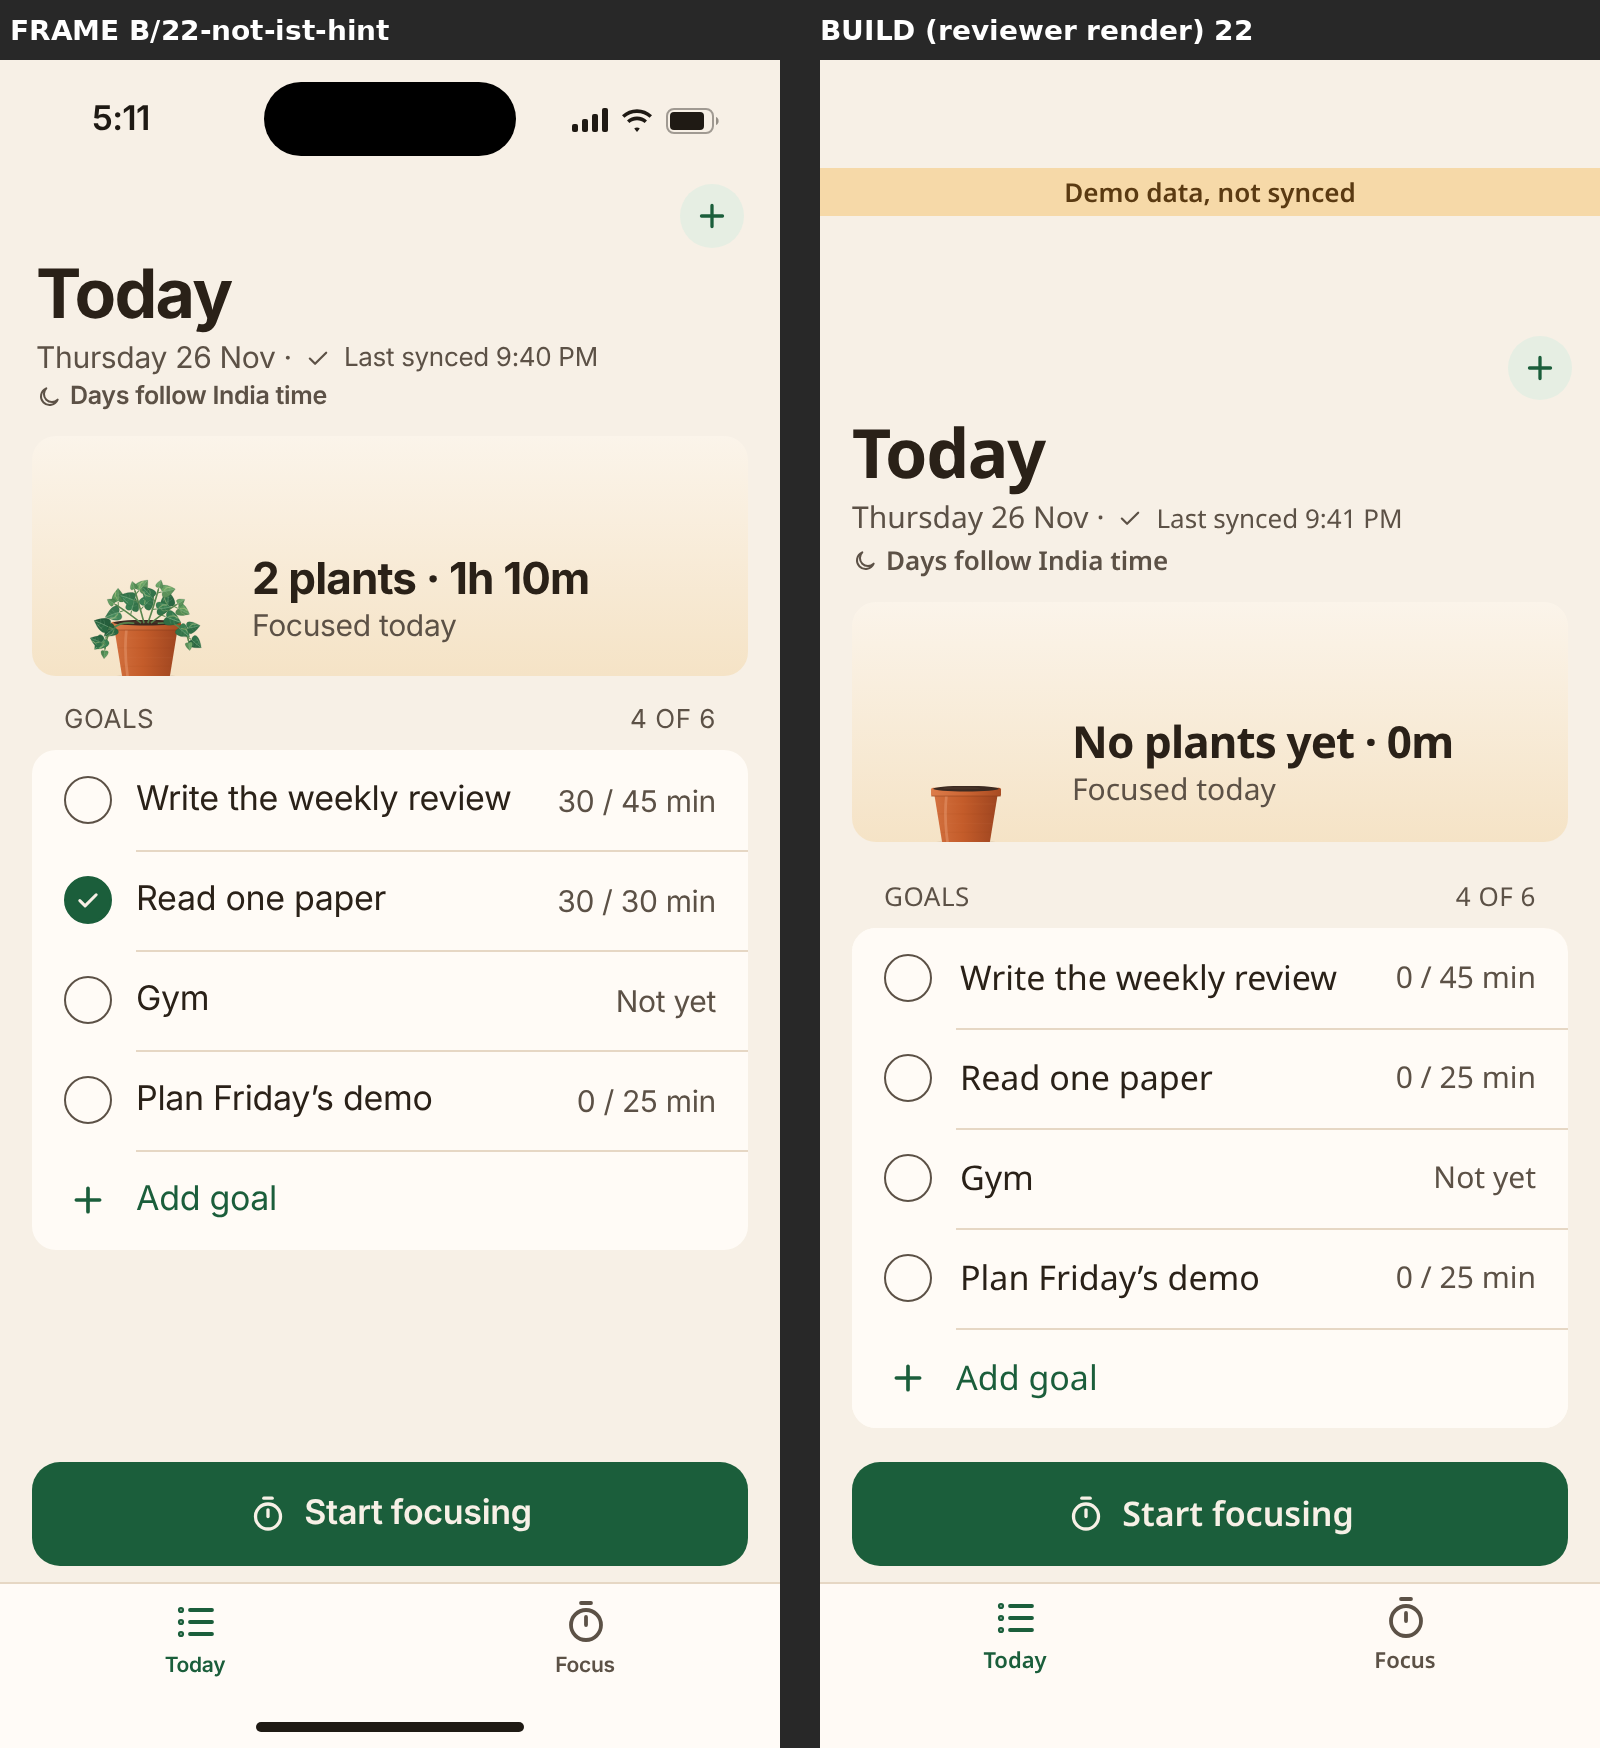 FRAME B/22-not-ist-hint
5:11
Today
Thursday 26 Nov · Last synced 9:40 PM
Days follow India time
2 plants · 1h 10m
Focused today
GOALS 4 OF 6
Write the weekly review 30 / 45 min
Read one paper 30 / 30 min
Gym Not yet
Plan Friday’s demo 0 / 25 min
Add goal
Start focusing
Today Focus
BUILD (reviewer render) 22
Demo data, not synced
Today
Thursday 26 Nov · Last synced 9:41 PM
Days follow India time
No plants yet · 0m
Focused today
GOALS 4 OF 6
Write the weekly review 0 / 45 min
Read one paper 0 / 25 min
Gym Not yet
Plan Friday’s demo 0 / 25 min
Add goal
Start focusing
Today Focus